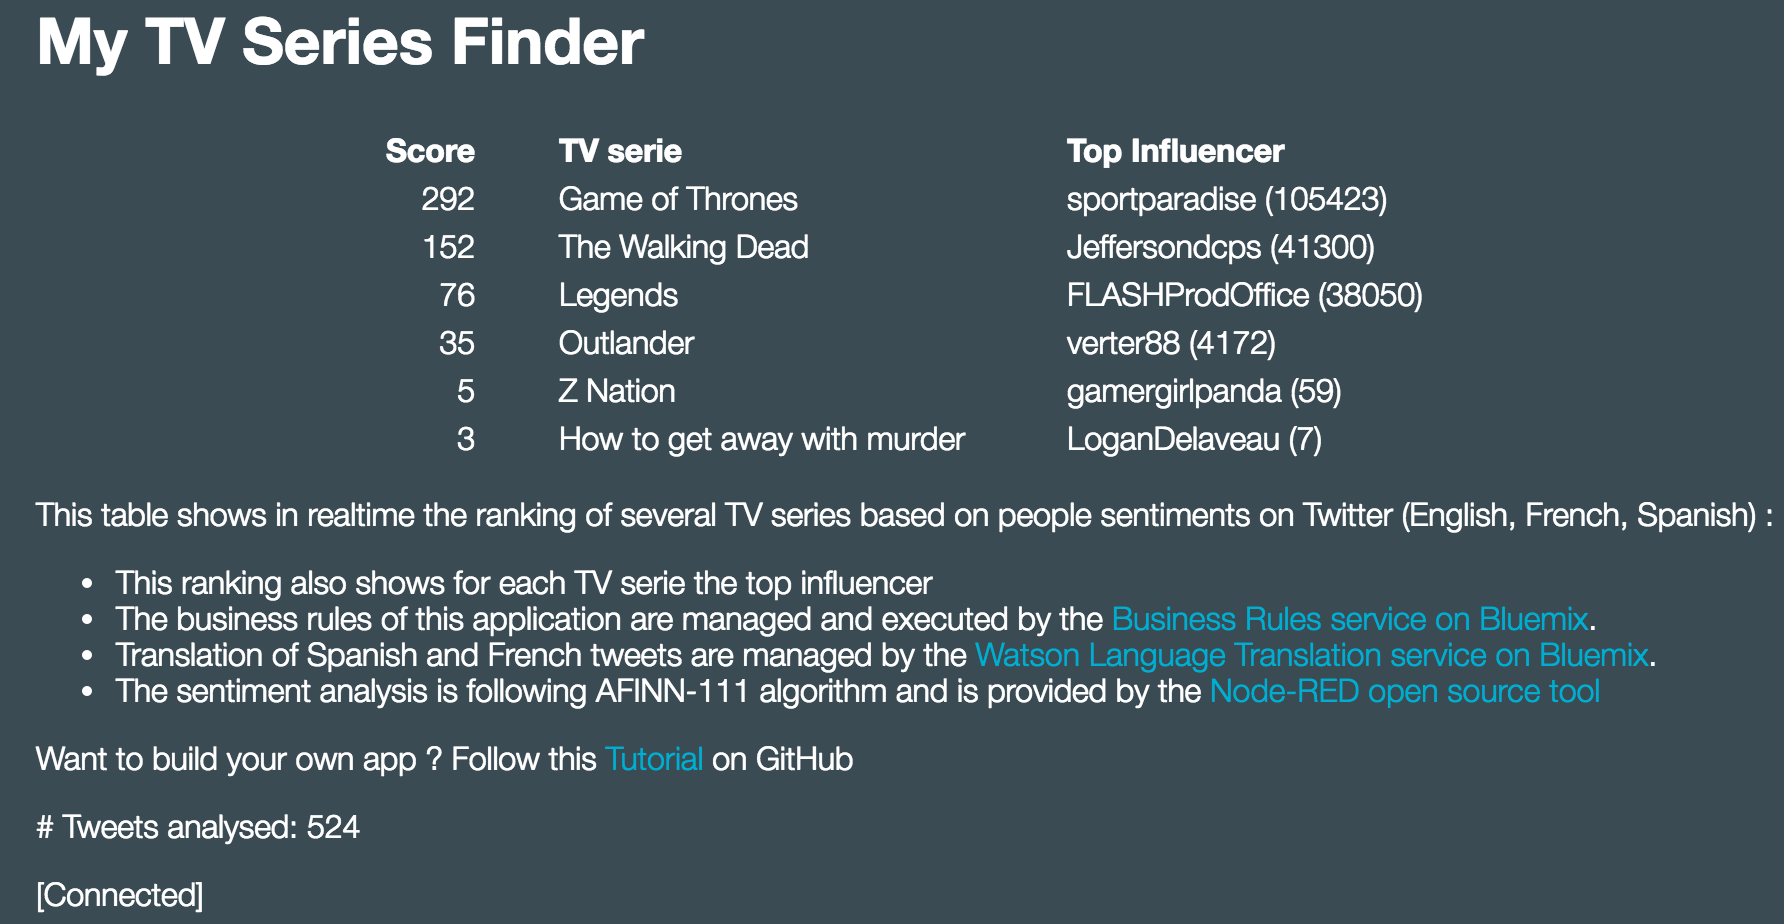 My TV Series Finder
Score TV serie Top Influencer
292 Game of Thrones sportparadise (105423)
152 The Walking Dead Jeffersondcps (41300)
76 Legends FLASHProdOffice (38050)
35 Outlander verter88 (4172)
5 Z Nation gamergirlpanda (59)
3 How to get away with murder LoganDelaveau (7)
This table shows in realtime the ranking of several TV series based on people sentiments on Twitter (English, French, Spanish) :
• This ranking also shows for each TV serie the top influencer
• The business rules of this application are managed and executed by the Business Rules service on Bluemix.
• Translation of Spanish and French tweets are managed by the Watson Language Translation service on Bluemix.
• The sentiment analysis is following AFINN-111 algorithm and is provided by the Node-RED open source tool
Want to build your own app ? Follow this Tutorial on GitHub
# Tweets analysed: 524
[Connected]